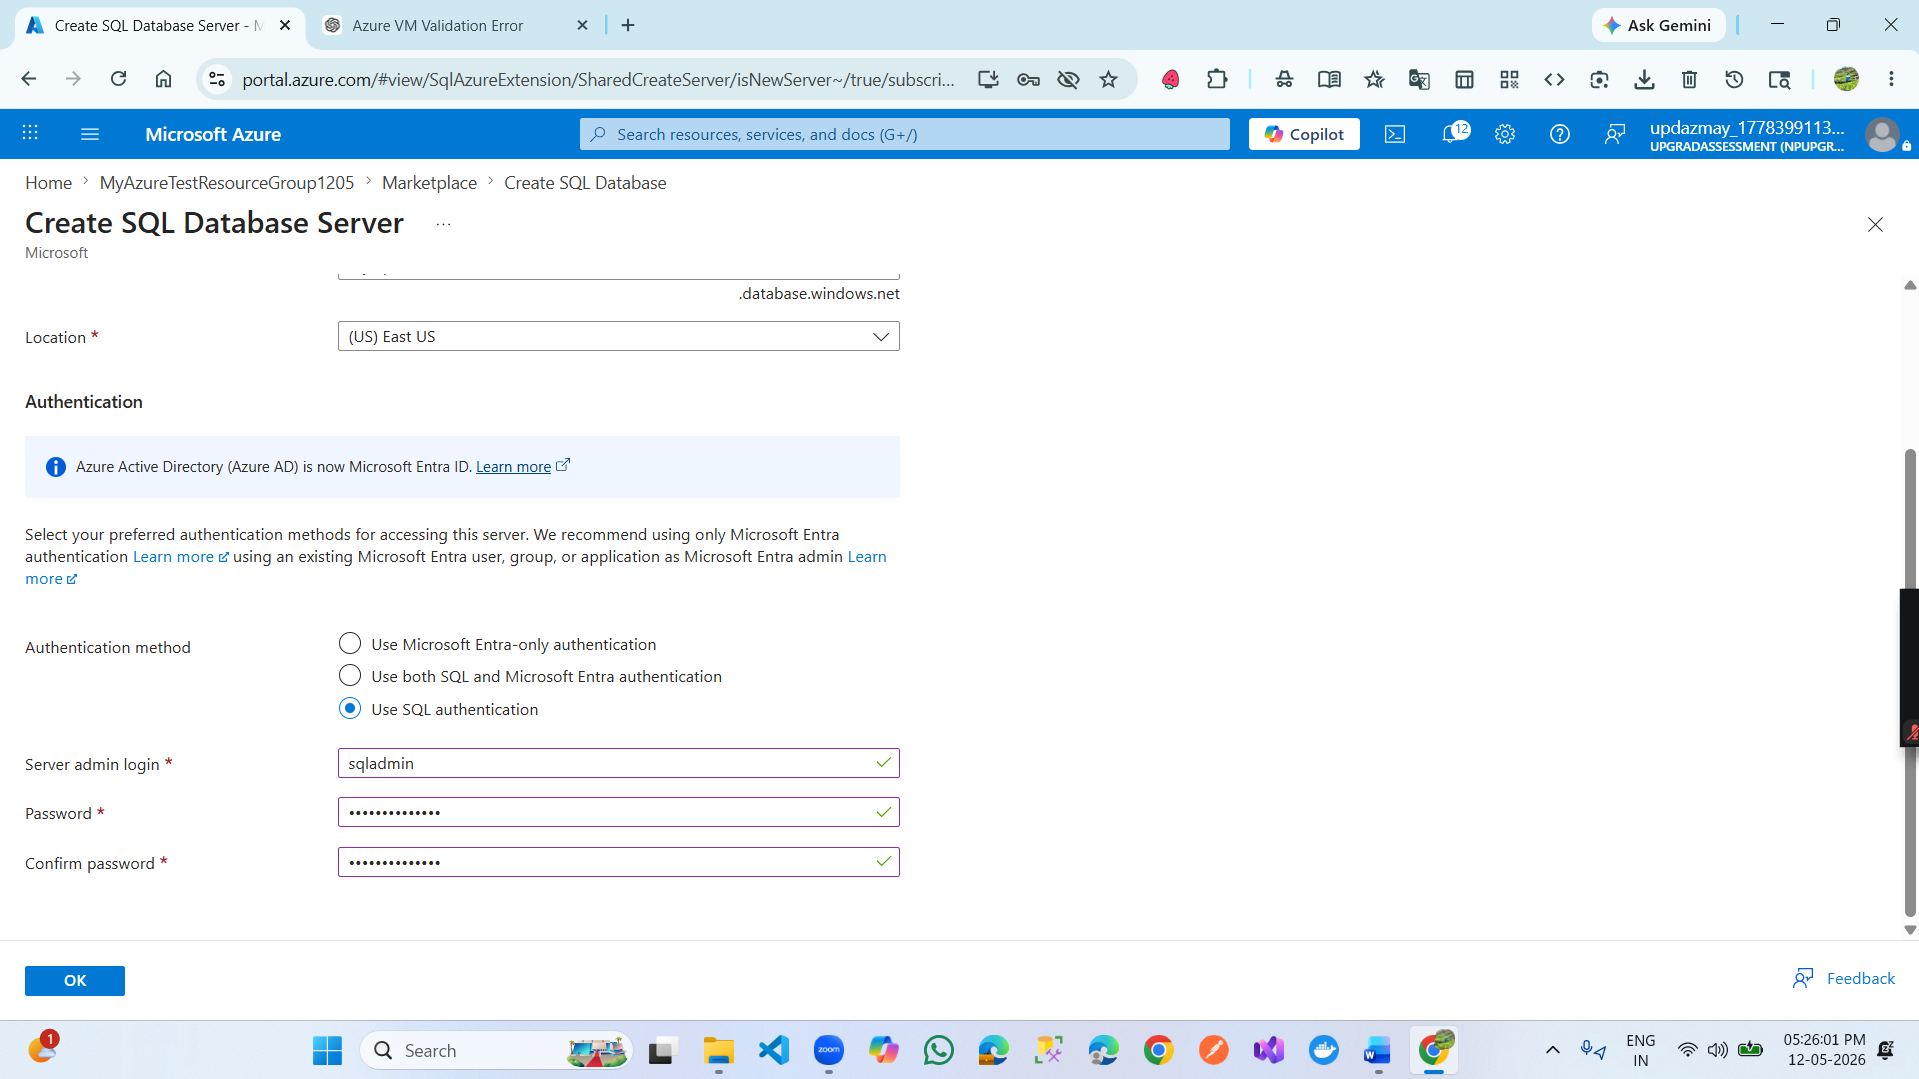 Create SQL Database Server - M
Azure VM Validation Error
Ask Gemini
portal.azure.com/#view/SqlAzureExtension/SharedCreateServer/isNewServer~/true/subscri...
Microsoft Azure
Search resources, services, and docs (G+/)
Copilot
12
updazmay_1778399113...
UPGRADASSESSMENT (NPUPGR...
Home > MyAzureTestResourceGroup1205 > Marketplace > Create SQL Database
Create SQL Database Server ...
Microsoft
.database.windows.net
Location *
(US) East US
Authentication
Azure Active Directory (Azure AD) is now Microsoft Entra ID. Learn more
Select your preferred authentication methods for accessing this server. We recommend using only Microsoft Entra
authentication Learn more using an existing Microsoft Entra user, group, or application as Microsoft Entra admin Learn
more
Authentication method
Use Microsoft Entra-only authentication
Use both SQL and Microsoft Entra authentication
Use SQL authentication
Server admin login *
sqladmin
Password *
••••••••••••••
Confirm password *
••••••••••••••
OK
Feedback
1
Search
zoom
ENG
IN
05:26:01 PM
12-05-2026